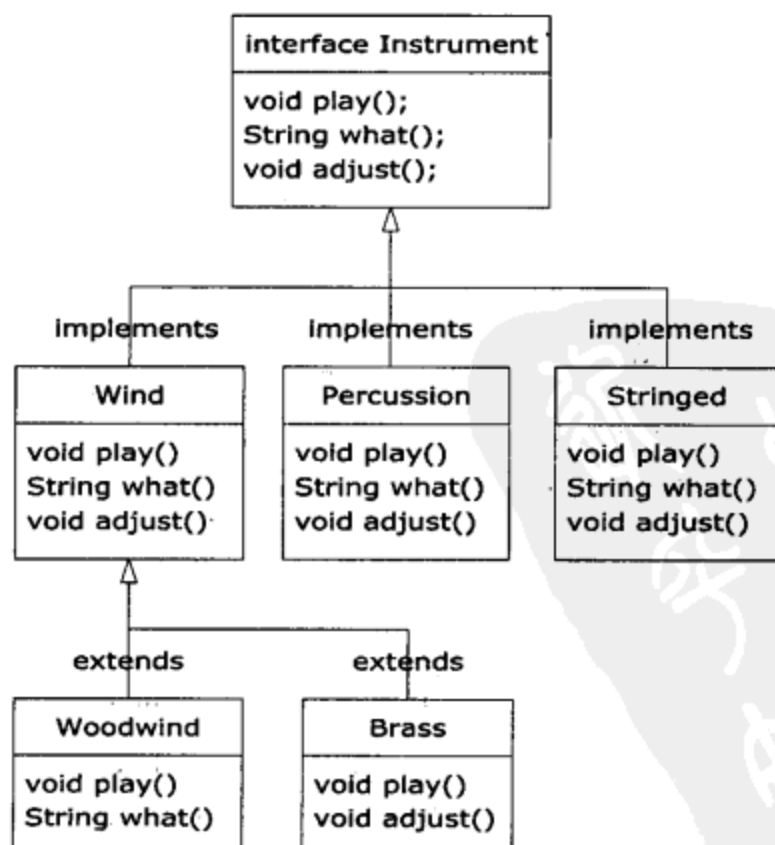 interface Instrument
void play();
String what();
void adjust();
implements
implements
implements
Wind
void play()
String what()
void adjust()
Percussion
void play()
String what()
void adjust()
Stringed
void play()
String what()
void adjust()
extends
extends
Woodwind
void play()
String what()
Brass
void play()
void adjust()